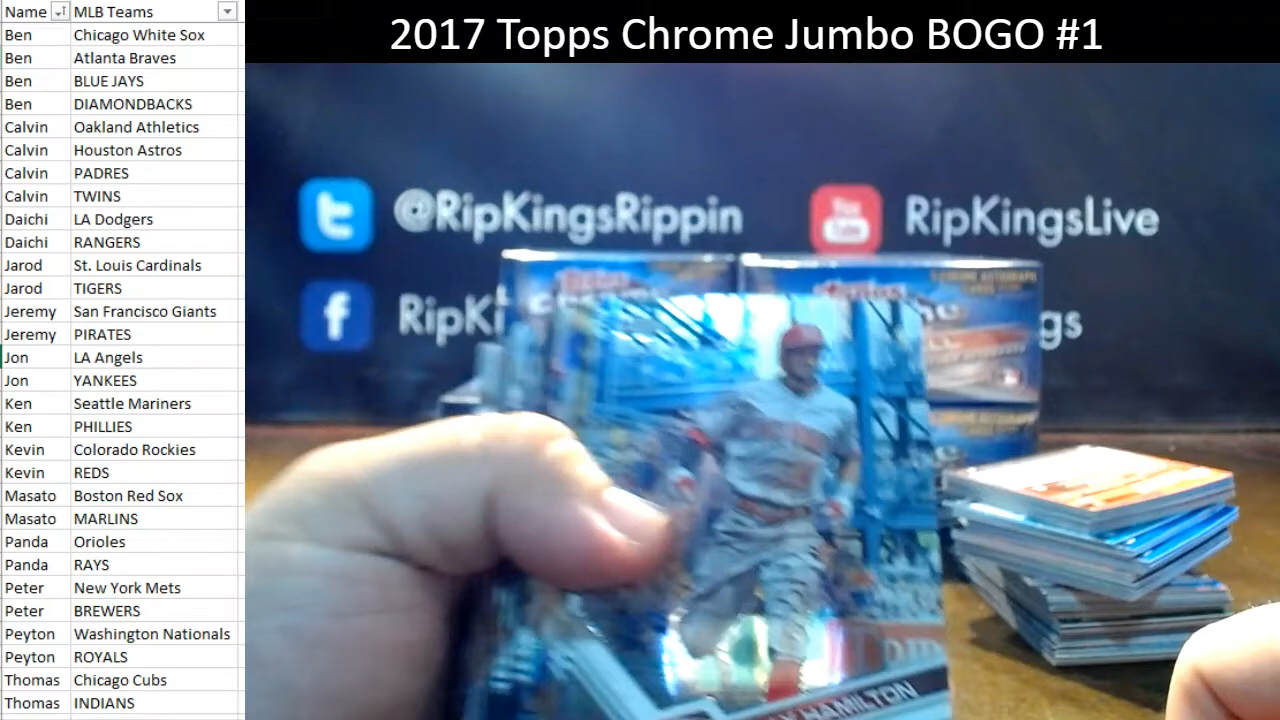 Name MLB Teams
Ben Chicago White Sox
Ben Atlanta Braves
Ben BLUE JAYS
Ben DIAMONDBACKS
Calvin Oakland Athletics
Calvin Houston Astros
Calvin PADRES
Calvin TWINS
Daichi LA Dodgers
Daichi RANGERS
Jarod St. Louis Cardinals
Jarod TIGERS
Jeremy San Francisco Giants
Jeremy PIRATES
Jon LA Angels
Jon YANKEES
Ken Seattle Mariners
Ken PHILLIES
Kevin Colorado Rockies
Kevin REDS
Masato Boston Red Sox
Masato MARLINS
Panda Orioles
Panda RAYS
Peter New York Mets
Peter BREWERS
Peyton Washington Nationals
Peyton ROYALS
Thomas Chicago Cubs
Thomas INDIANS
2017 Topps Chrome Jumbo BOGO #1
@RipKingsRippin
You Tube RipKingsLive
f RipKi gs
HAMILTON